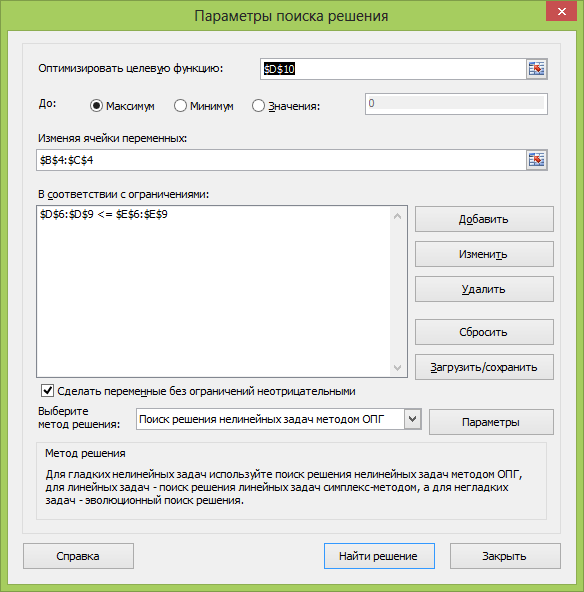 Параметры поиска решения
Оптимизировать целевую функцию: $D$10
До: Максимум Минимум Значения: 0
Изменяя ячейки переменных:
$B$4:$C$4
В соответствии с ограничениями:
$D$6:$D$9 <= $E$6:$E$9
Добавить
Изменить
Удалить
Сбросить
Загрузить/сохранить
Сделать переменные без ограничений неотрицательными
Выберите
метод решения: Поиск решения нелинейных задач методом ОПГ Параметры
Метод решения
Для гладких нелинейных задач используйте поиск решения нелинейных задач методом ОПГ,
для линейных задач - поиск решения линейных задач симплекс-методом, а для негладких
задач - эволюционный поиск решения.
Справка Найти решение Закрыть